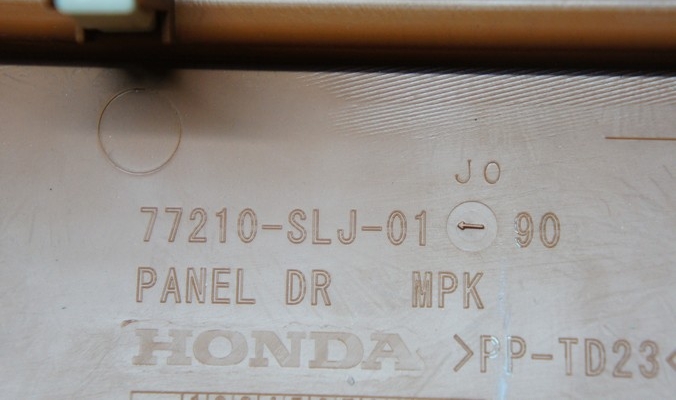 JO
77210-SLJ-01 90
PANEL DR MPK
HONDA >PP-TD23<